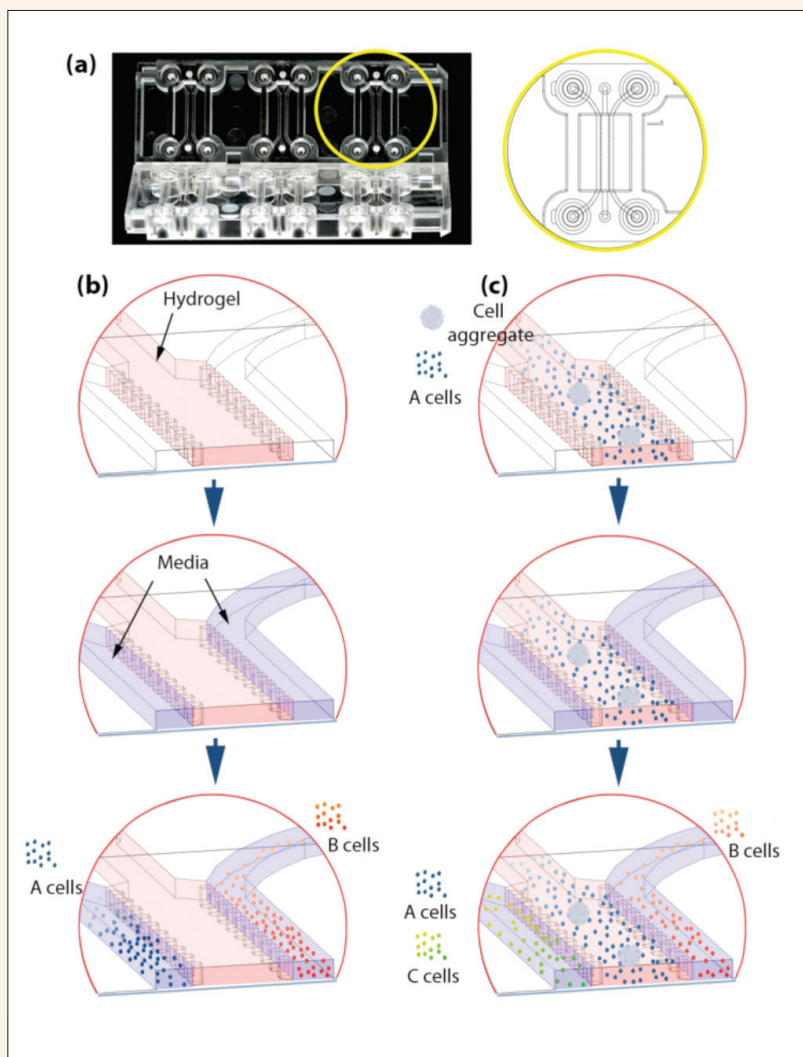 (a)
(b)
Hydrogel
(c)
Cell
aggregate
A cells
Media
A cells
B cells
A cells
C cells
B cells